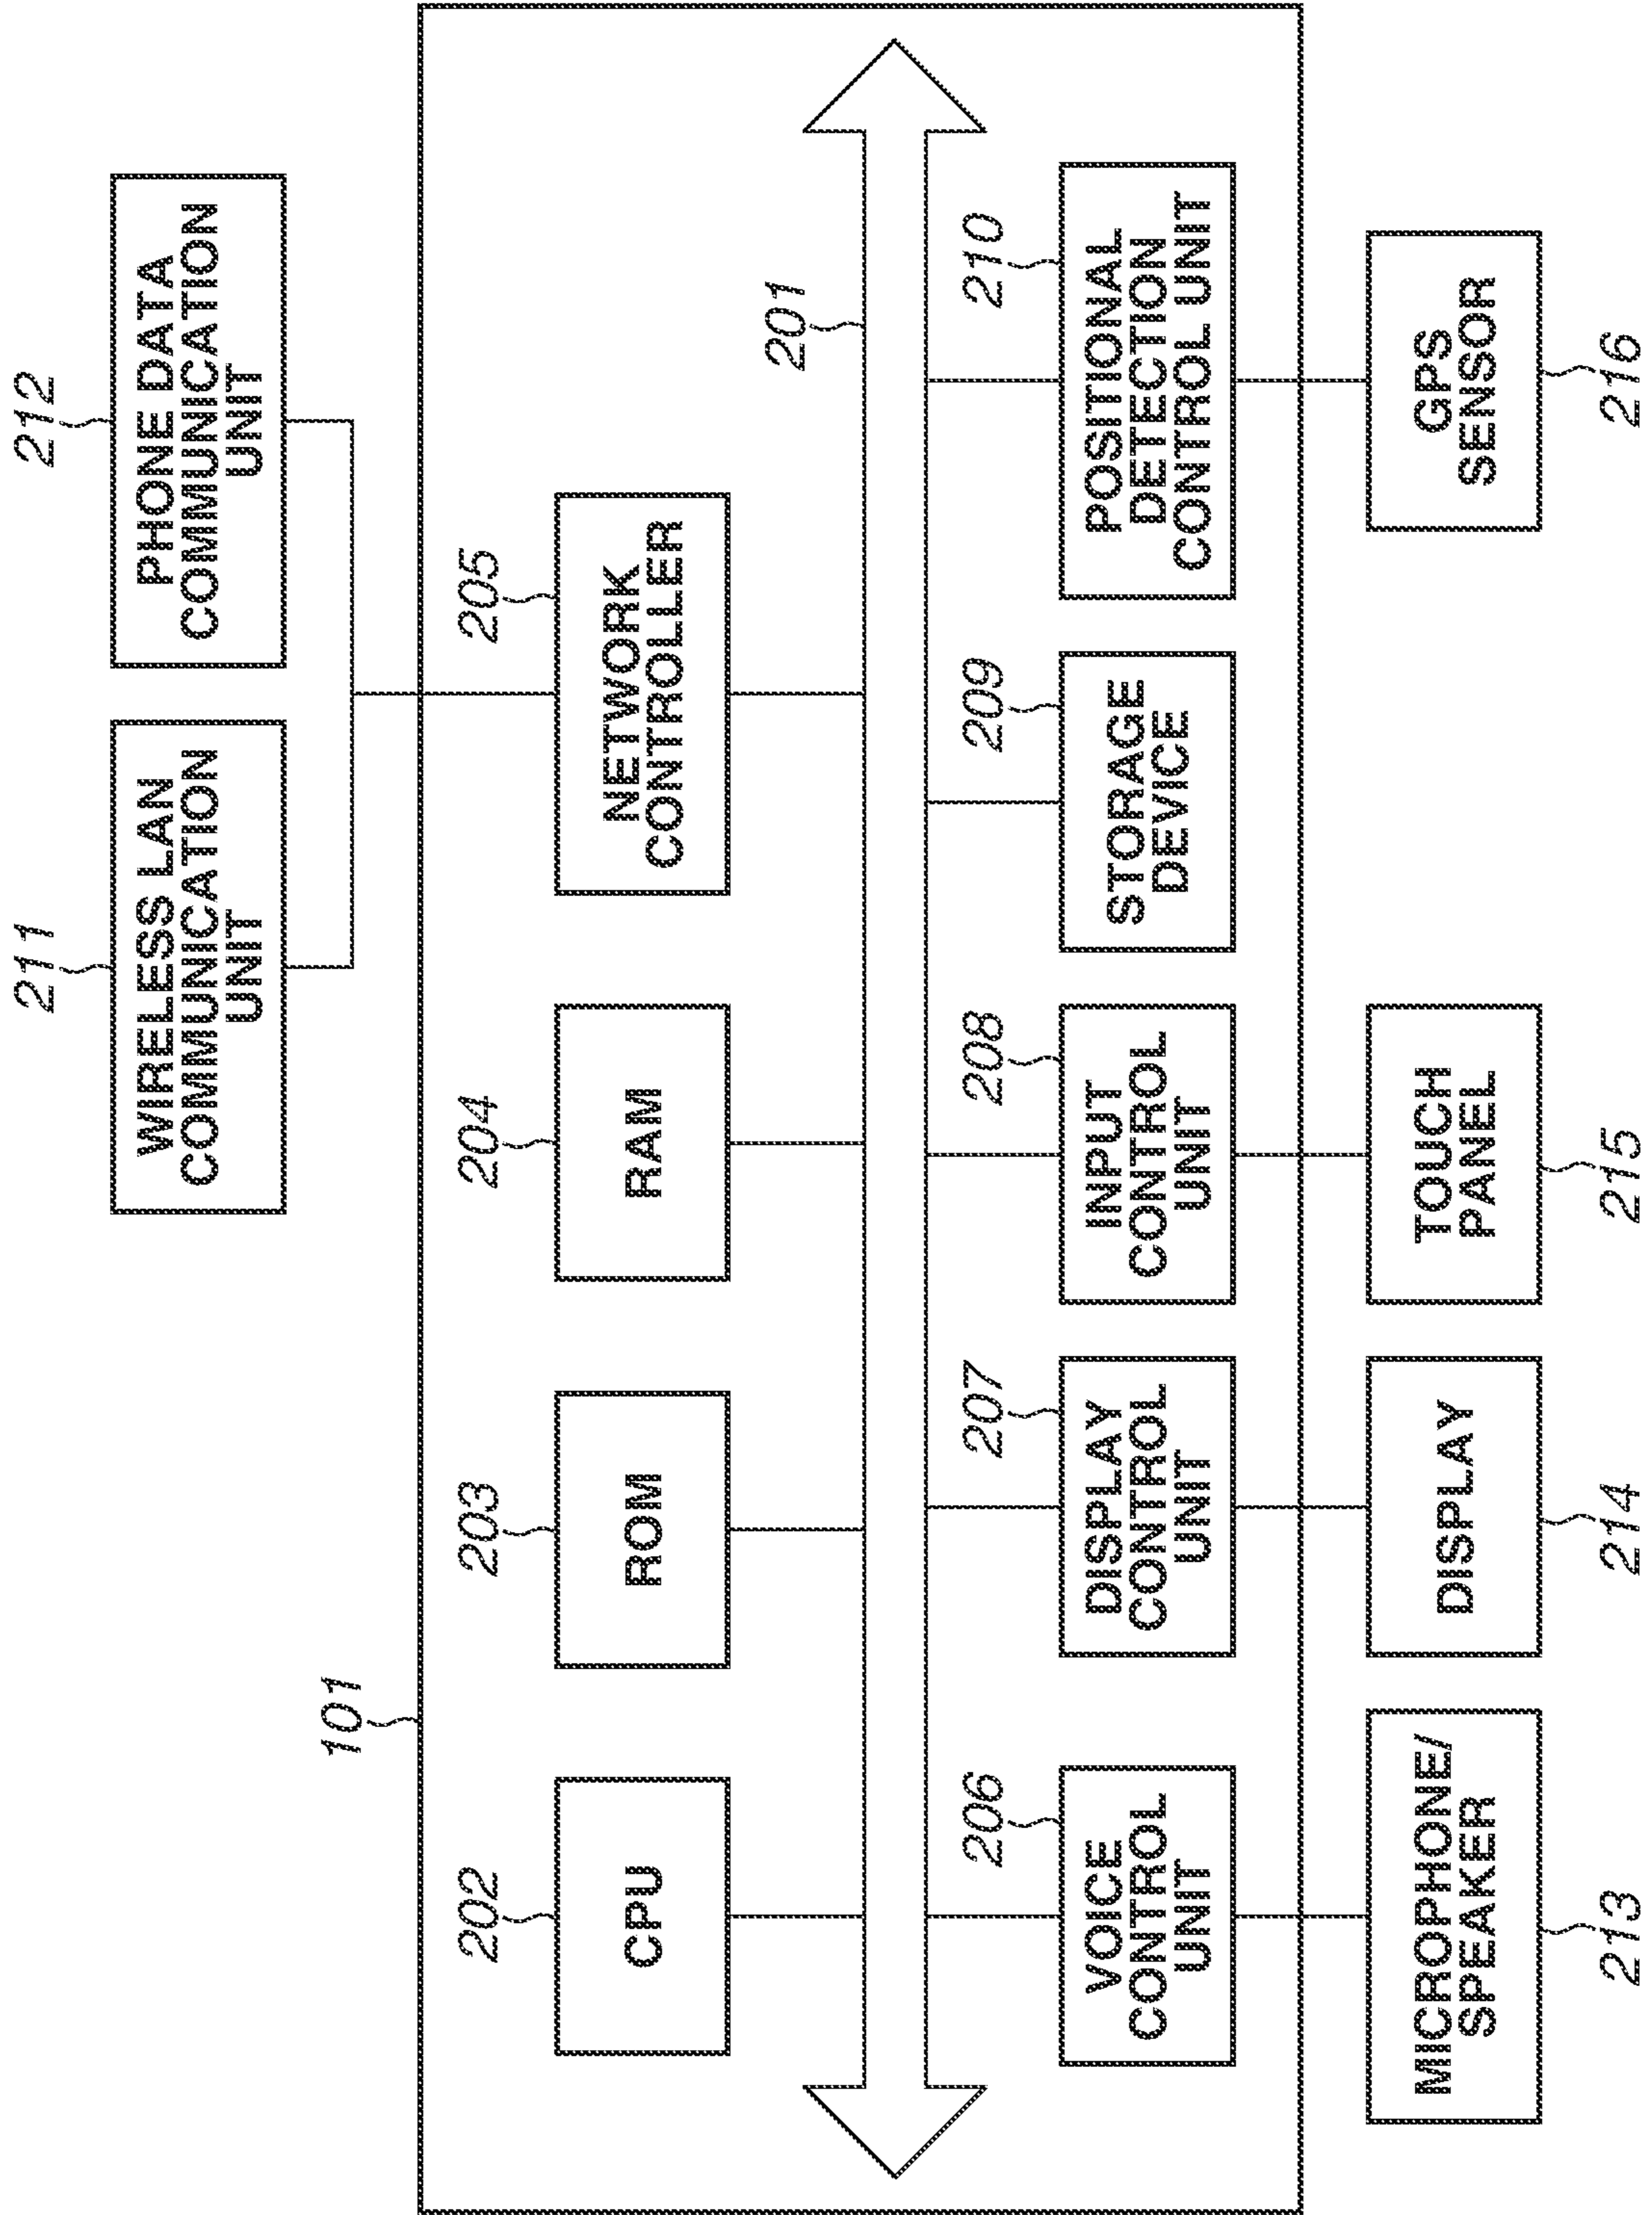 211
212
WIRELESS LAN
COMMUNICATION
UNIT
PHONE DATA
COMMUNICATION
UNIT
101
202
203
204
205
CPU
ROM
RAM
NETWORK
CONTROLLER
201
206
207
208
209
210
VOICE
CONTROL
UNIT
DISPLAY
CONTROL
UNIT
INPUT
CONTROL
UNIT
STORAGE
DEVICE
POSITIONAL
DETECTION
CONTROL UNIT
MICROPHONE/
SPEAKER
DISPLAY
TOUCH
PANEL
GPS
SENSOR
213
214
215
216